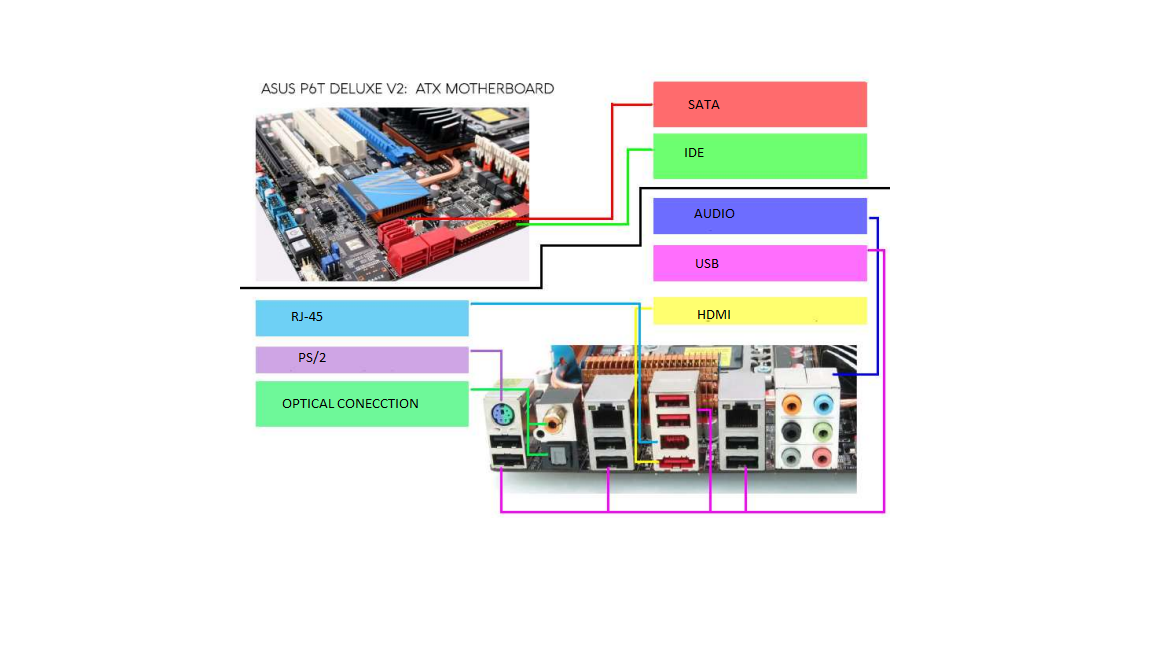 ASUS P6T DELUXE V2: ATX MOTHERBOARD
SATA
IDE
AUDIO
USB
HDMI
RJ-45
PS/2
OPTICAL CONECCTION